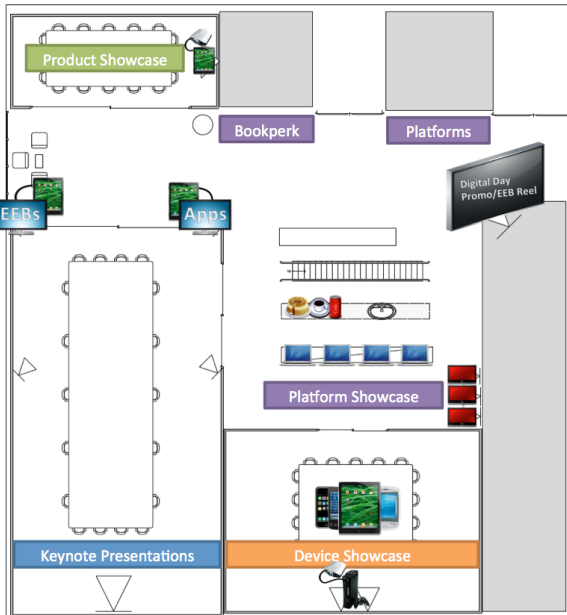 Product Showcase
Bookperk
Platforms
Digital Day
Promo/EEB Reel
EEBs
Apps
Platform Showcase
Keynote Presentations
Device Showcase